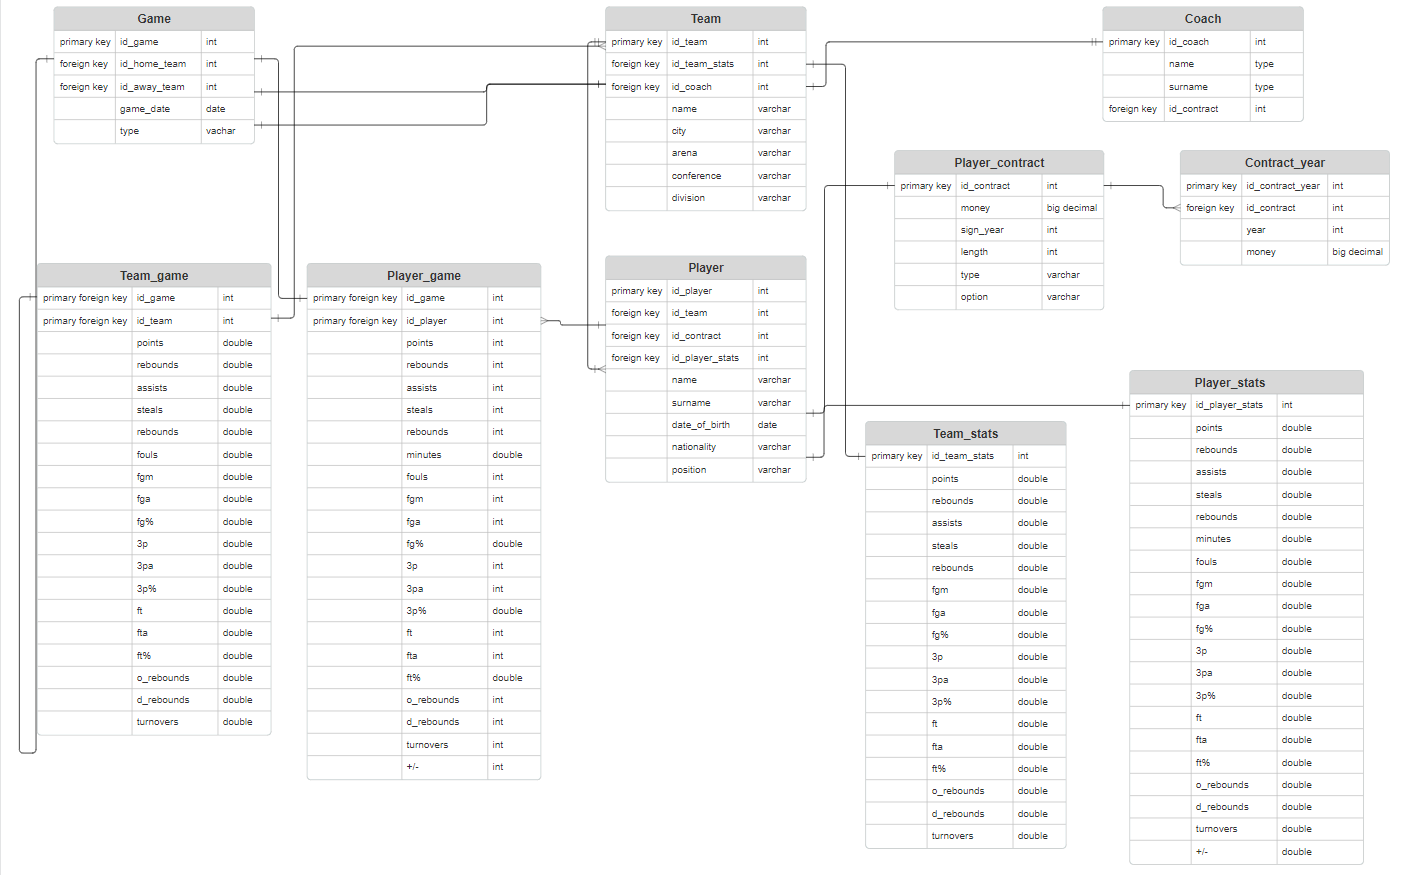 Game
primary key id_game int
foreign key id_home_team int
foreign key id_away_team int
game_date date
type vachar
Team
primary key id_team int
foreign key id_team_stats int
foreign key id_coach int
name varchar
city varchar
arena varchar
conference varchar
division varchar
Coach
primary key id_coach int
name type
surname type
foreign key id_contract int
Player_contract
primary key id_contract int
money big decimal
sign_year int
length int
type varchar
option varchar
Contract_year
primary key id_contract_year int
foreign key id_contract int
year int
money big decimal
Team_game
primary foreign key id_game int
primary foreign key id_team int
points double
rebounds double
assists double
steals double
rebounds double
fouls double
fgm double
fga double
fg% double
3p double
3pa double
3p% double
ft double
fta double
ft% double
o_rebounds double
d_rebounds double
turnovers double
Player_game
primary foreign key id_game int
primary foreign key id_player int
points int
rebounds int
assists int
steals int
rebounds int
minutes double
fouls int
fgm int
fga int
fg% double
3p int
3pa int
3p% double
ft int
fta int
ft% double
o_rebounds int
d_rebounds int
turnovers int
+/- int
Player
primary key id_player int
foreign key id_team int
foreign key id_contract int
foreign key id_player_stats int
name varchar
surname varchar
date_of_birth date
nationality varchar
position varchar
Team_stats
primary key id_team_stats int
points double
rebounds double
assists double
steals double
rebounds double
fgm double
fga double
fg% double
3p double
3pa double
3p% double
ft double
fta double
ft% double
o_rebounds double
d_rebounds double
turnovers double
Player_stats
primary key id_player_stats int
points double
rebounds double
assists double
steals double
rebounds double
minutes double
fouls double
fgm double
fga double
fg% double
3p double
3pa double
3p% double
ft double
fta double
ft% double
o_rebounds double
d_rebounds double
turnovers double
+/- double